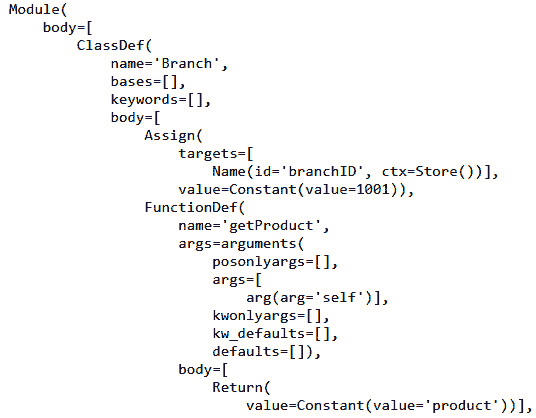 Module(
    body=[
        ClassDef(
            name='Branch',
            bases=[],
            keywords=[],
            body=[
                Assign(
                    targets=[
                        Name(id='branchID', ctx=Store())],
                    value=Constant(value=1001)),
                FunctionDef(
                    name='getProduct',
                    args=arguments(
                        posonlyargs=[],
                        args=[
                            arg(arg='self')],
                        kwonlyargs=[],
                        kw_defaults=[],
                        defaults=[]),
                    body=[
                        Return(
                            value=Constant(value='product'))],